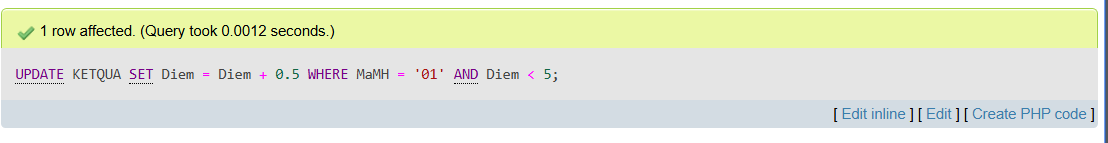 1 row affected. (Query took 0.0012 seconds.)
UPDATE KETQUA SET Diem = Diem + 0.5 WHERE MaMH = '01' AND Diem < 5;
[ Edit inline ] [ Edit ] [ Create PHP code ]